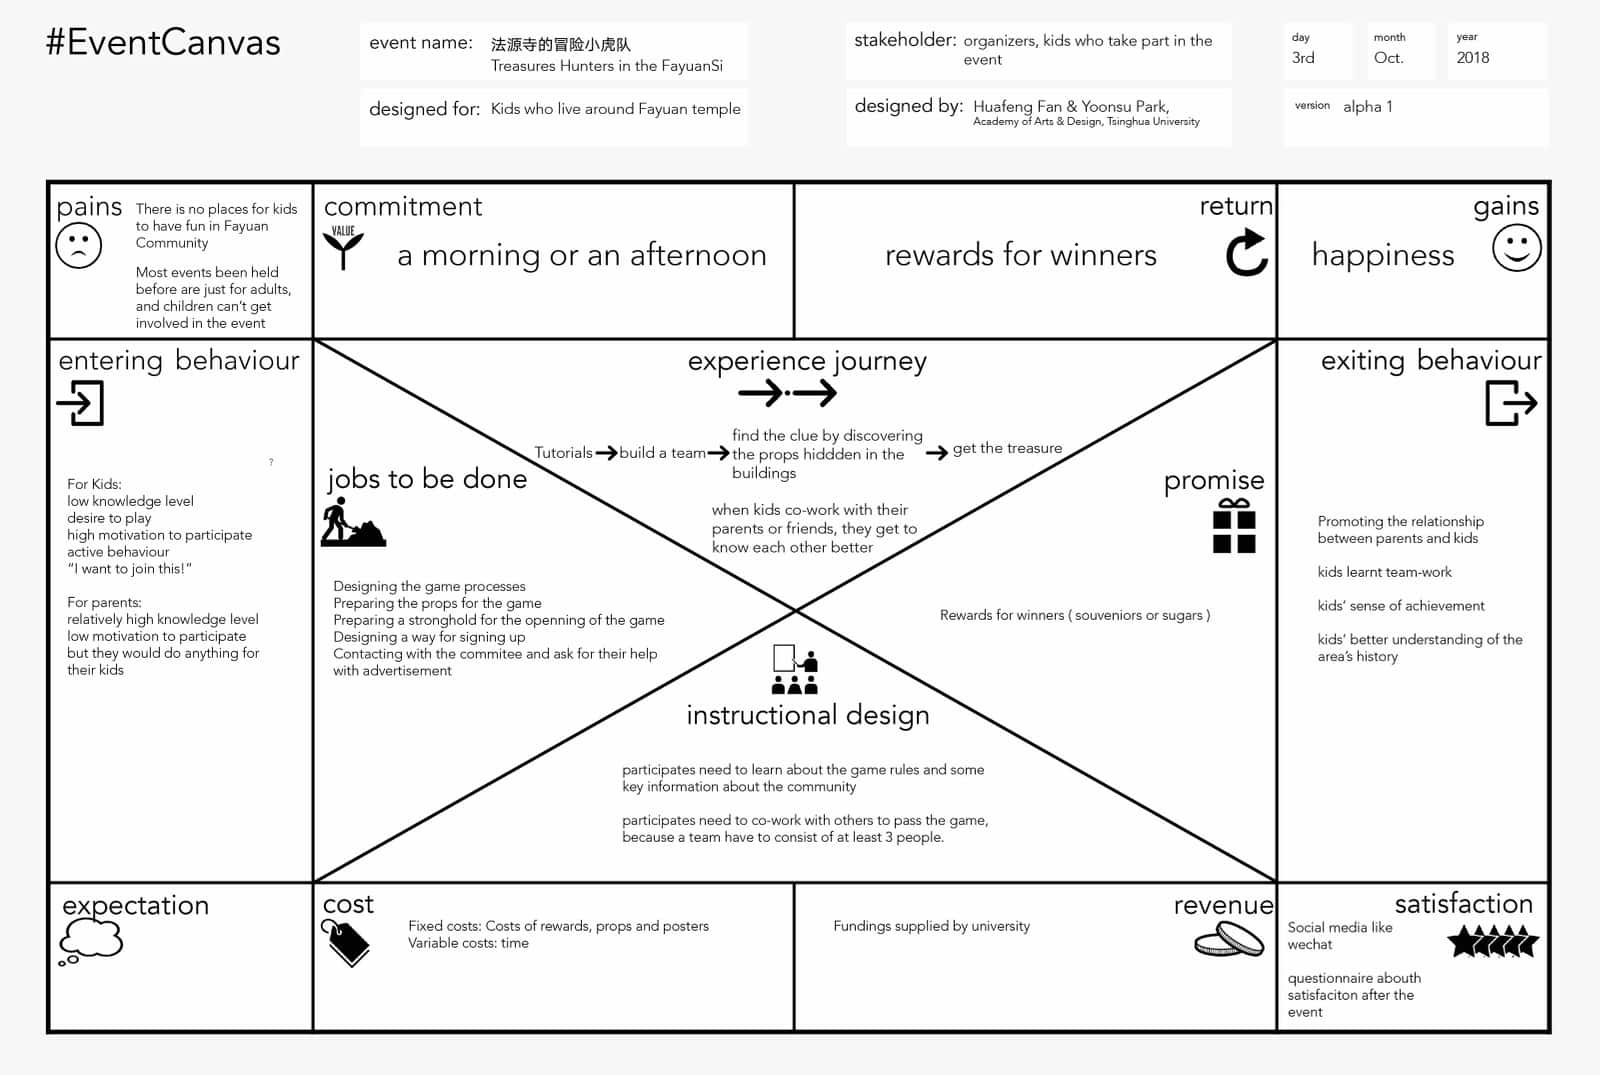 #EventCanvas
event name: 法源寺的冒险小虎队
Treasures Hunters in the FayuanSi
designed for: Kids who live around Fayuan temple
stakeholder: organizers, kids who take part in the
event
designed by: Huafeng Fan & Yoonsu Park,
Academy of Arts & Design, Tsinghua University
day
3rd
month
Oct.
year
2018
version alpha 1
pains
There is no places for kids
to have fun in Fayuan
Community
Most events been held
before are just for adults,
and children can't get
involved in the event
commitment
VALUE
a morning or an afternoon
return
rewards for winners
gains
happiness
entering behaviour
?
For Kids:
low knowledge level
desire to play
high motivation to participate
active behaviour
"I want to join this!"
For parents:
relatively high knowledge level
low motivation to participate
but they would do anything for
their kids
experience journey
Tutorials
build a team
find the clue by discovering
the props hiddden in the
buildings
get the treasure
when kids co-work with their
parents or friends, they get to
know each other better
jobs to be done
Designing the game processes
Preparing the props for the game
Preparing a stronghold for the openning of the game
Designing a way for signing up
Contacting with the commitee and ask for their help
with advertisement
promise
Rewards for winners ( souveniors or sugars )
instructional design
participates need to learn about the game rules and some
key information about the community
participates need to co-work with others to pass the game,
because a team have to consist of at least 3 people.
exiting behaviour
Promoting the relationship
between parents and kids
kids learnt team-work
kids' sense of achievement
kids' better understanding of the
area's history
expectation
cost
Fixed costs: Costs of rewards, props and posters
Variable costs: time
revenue
Fundings supplied by university
satisfaction
Social media like
wechat
questionnaire abouth
satisfaciton after the
event